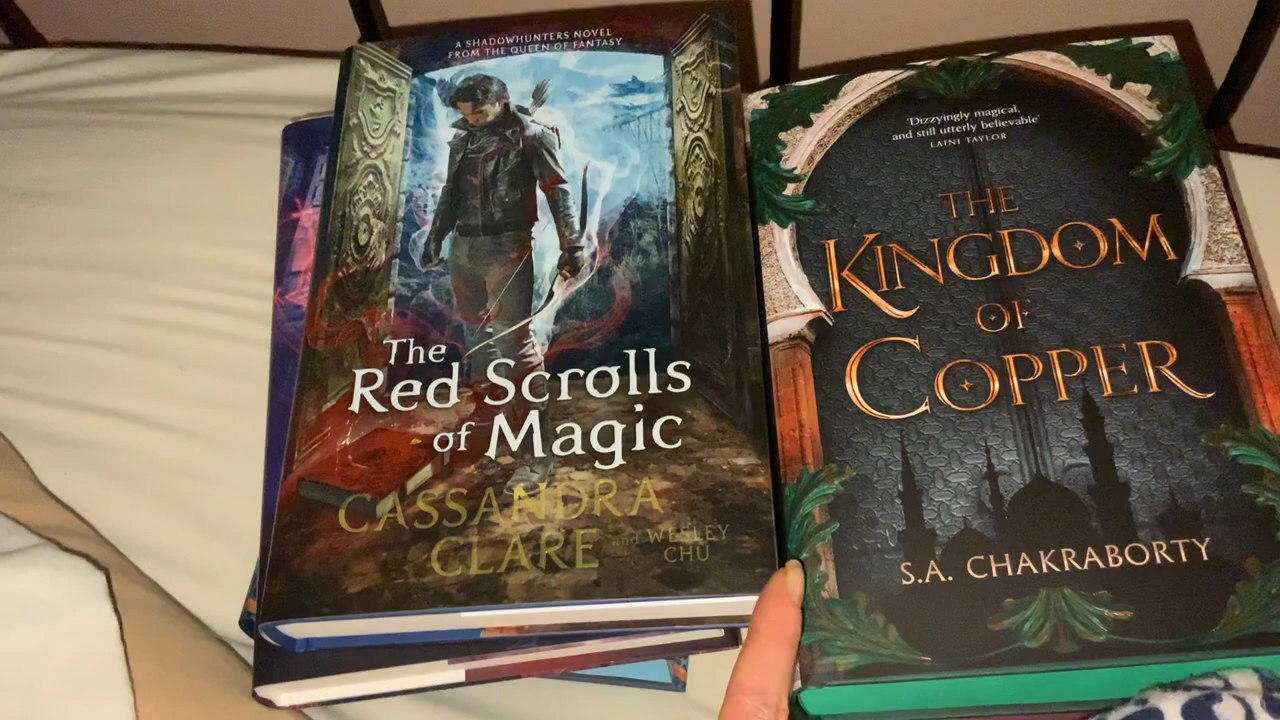 A SHADOWHUNTERS NOVEL
FROM THE QUEEN OF FANTASY
The
Red Scrolls
of Magic
CASSANDRA
CLARE and WESLEY
CHU
'Dizzyingly magical,
and still utterly believable'
LAINI TAYLOR
THE
KINGDOM
OF
COPPER
S.A. CHAKRABORTY